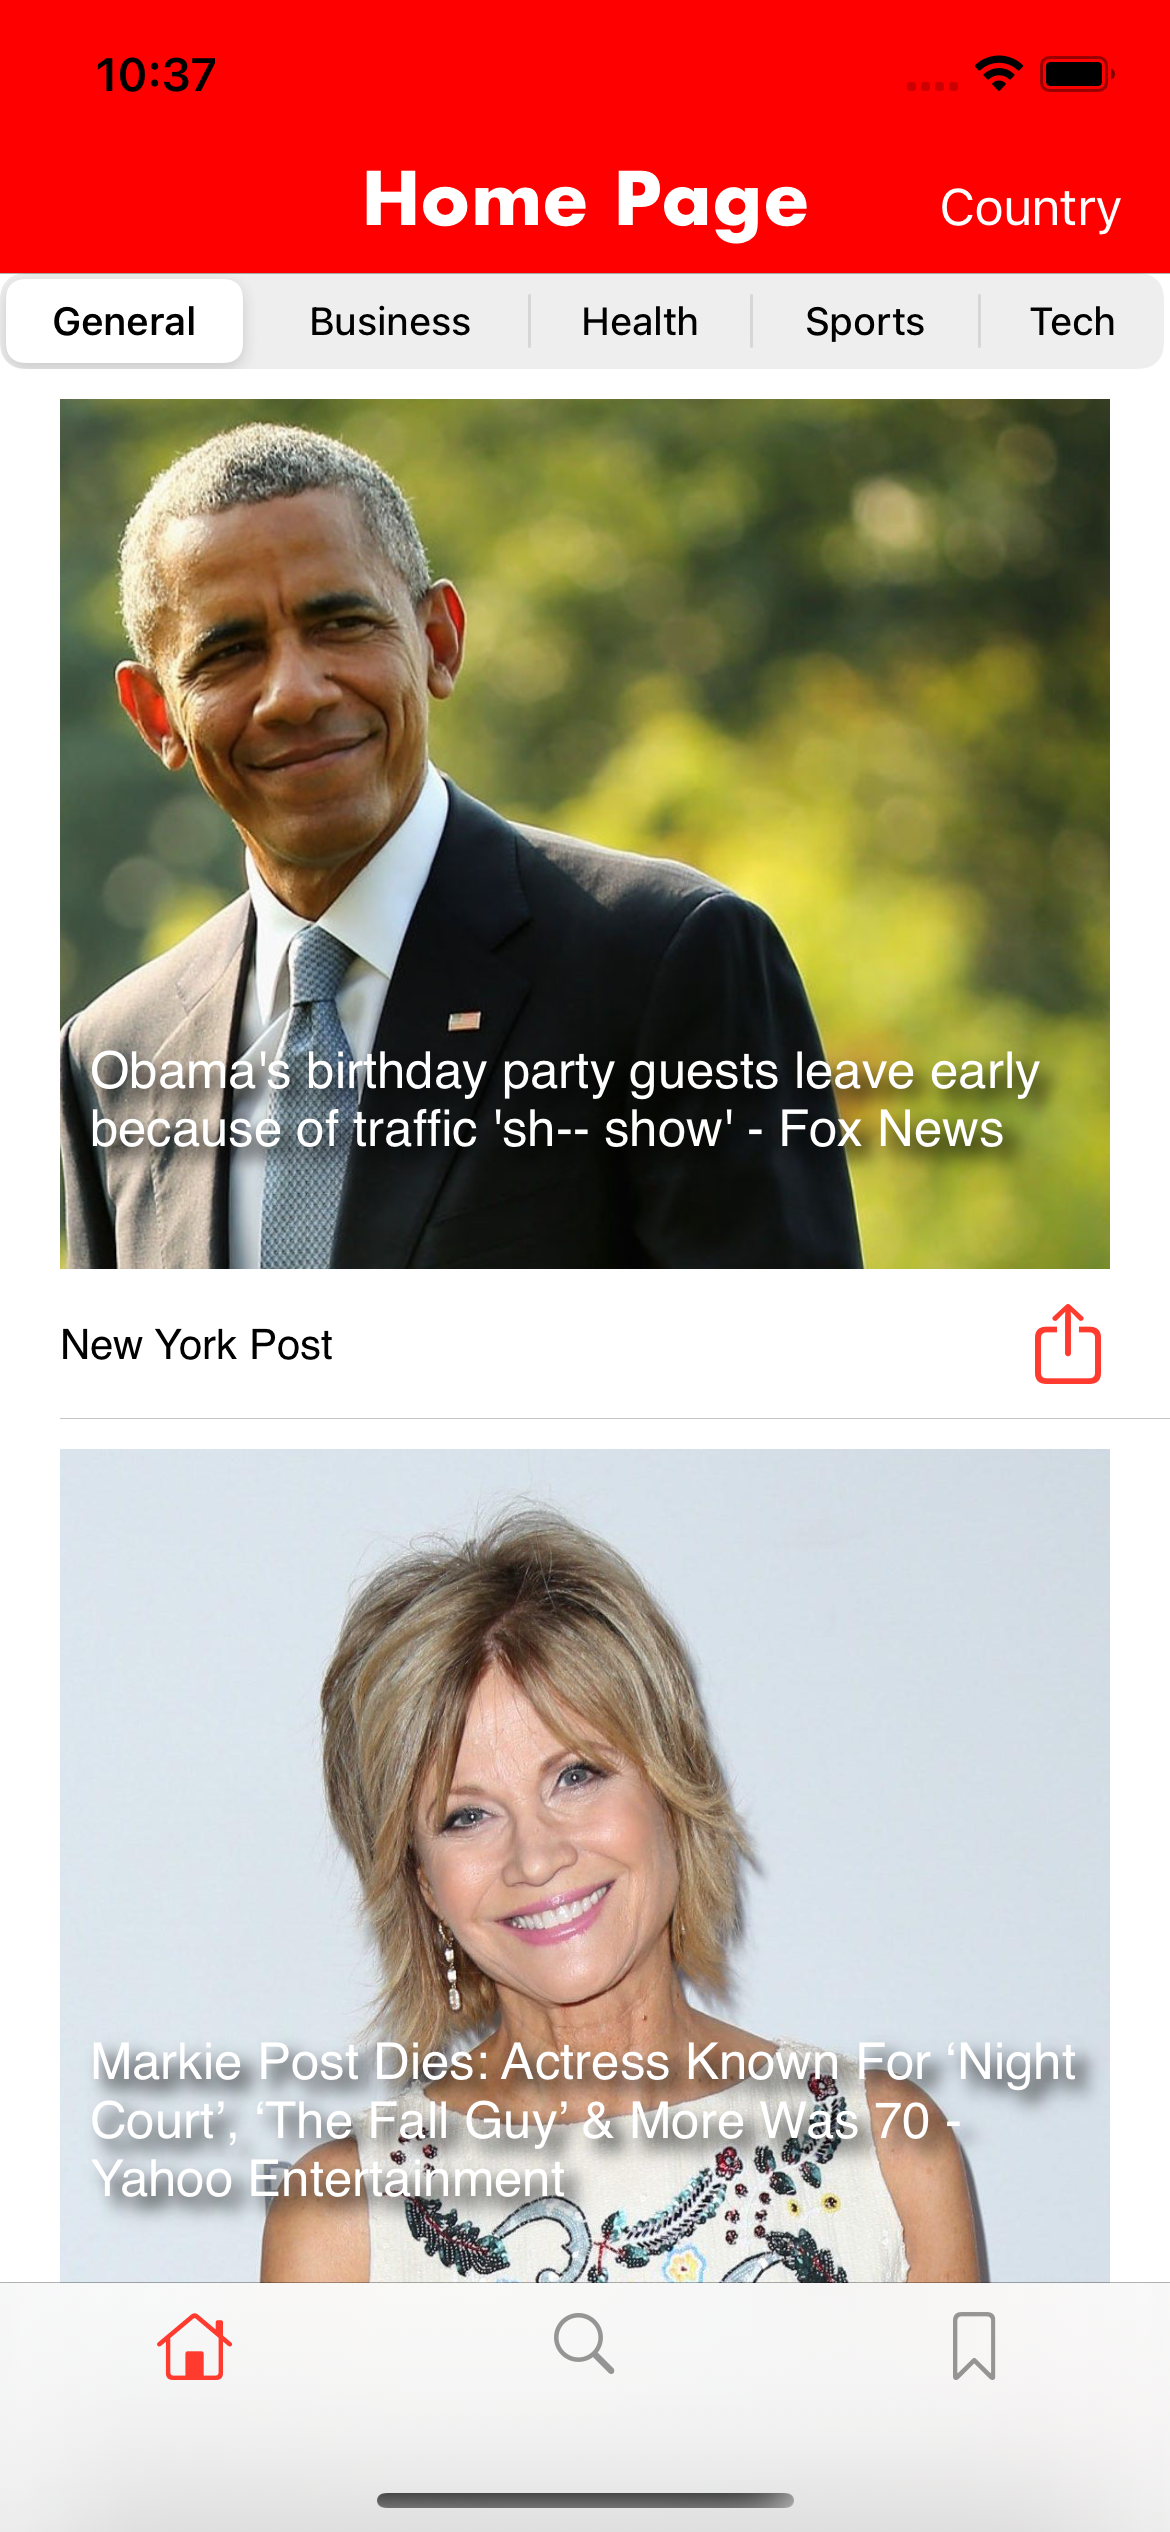 10:37
Home Page
Country
General
Business
Health
Sports
Tech
Obama's birthday party guests leave early
because of traffic 'sh-- show' - Fox News
New York Post
Markie Post Dies: Actress Known For ‘Night
Court’, ‘The Fall Guy’ & More Was 70 -
Yahoo Entertainment